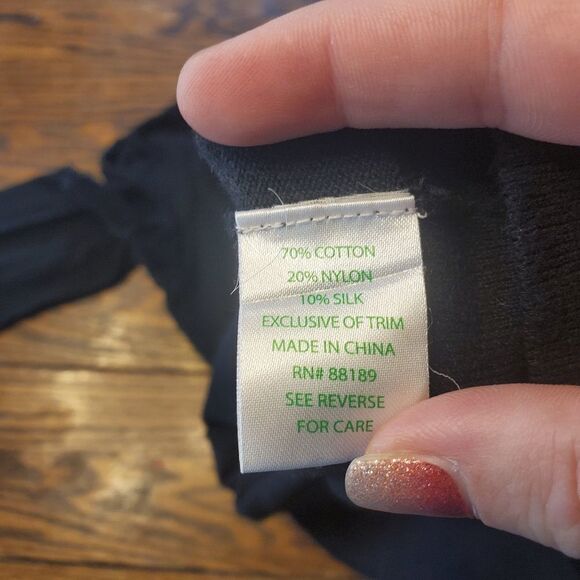 70% COTTON
20% NYLON
10% SILK
EXCLUSIVE OF TRIM
MADE IN CHINA
RN# 88189
SEE REVERSE
FOR CARE